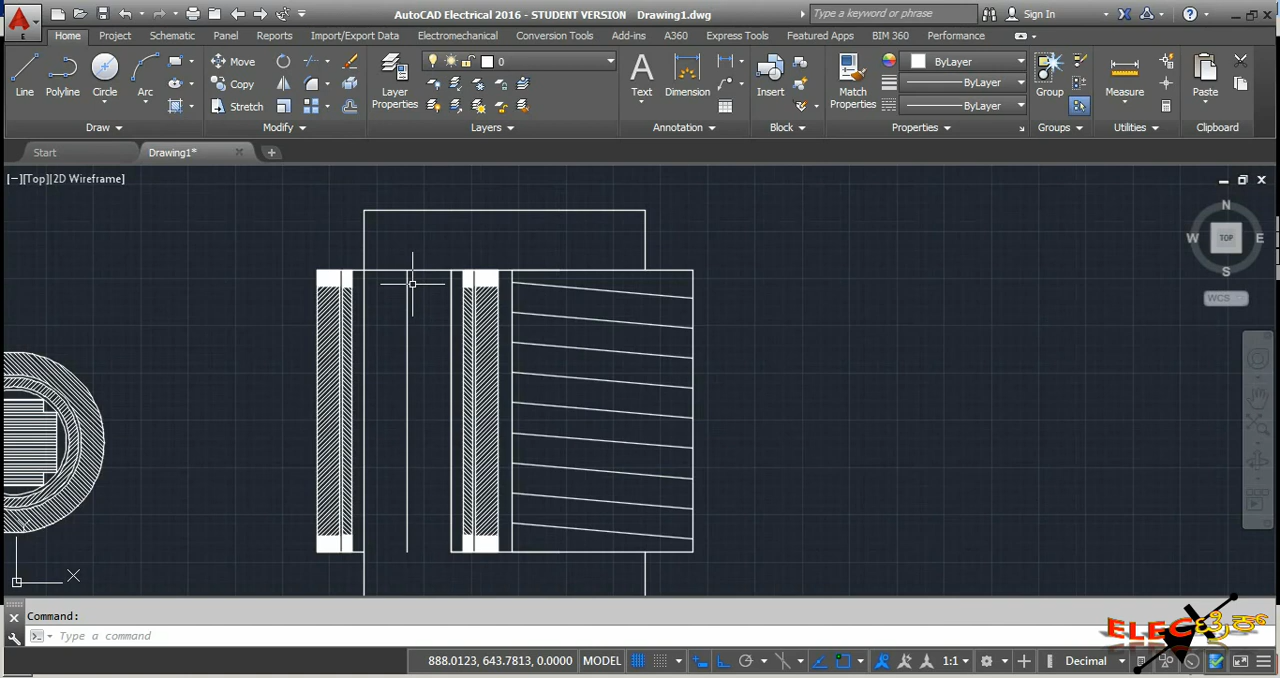 AutoCAD Electrical 2016 - STUDENT VERSION Drawing1.dwg
Type a keyword or phrase
Sign In
E
Home Project Schematic Panel Reports Import/Export Data Electromechanical Conversion Tools Add-ins A360 Express Tools Featured Apps BIM 360 Performance
Line Polyline Circle Arc
Move
Copy
Stretch
Layer Properties
0
Text Dimension
Insert
Match Properties
ByLayer
ByLayer
ByLayer
Group
Measure
Paste
Draw Modify Layers Annotation Block Properties Groups Utilities Clipboard
Start Drawing1*
[−][Top][2D Wireframe]
N
W TOP E
S
WCS
Command:
Type a command
888.0123, 643.7813, 0.0000 MODEL 1:1 Decimal